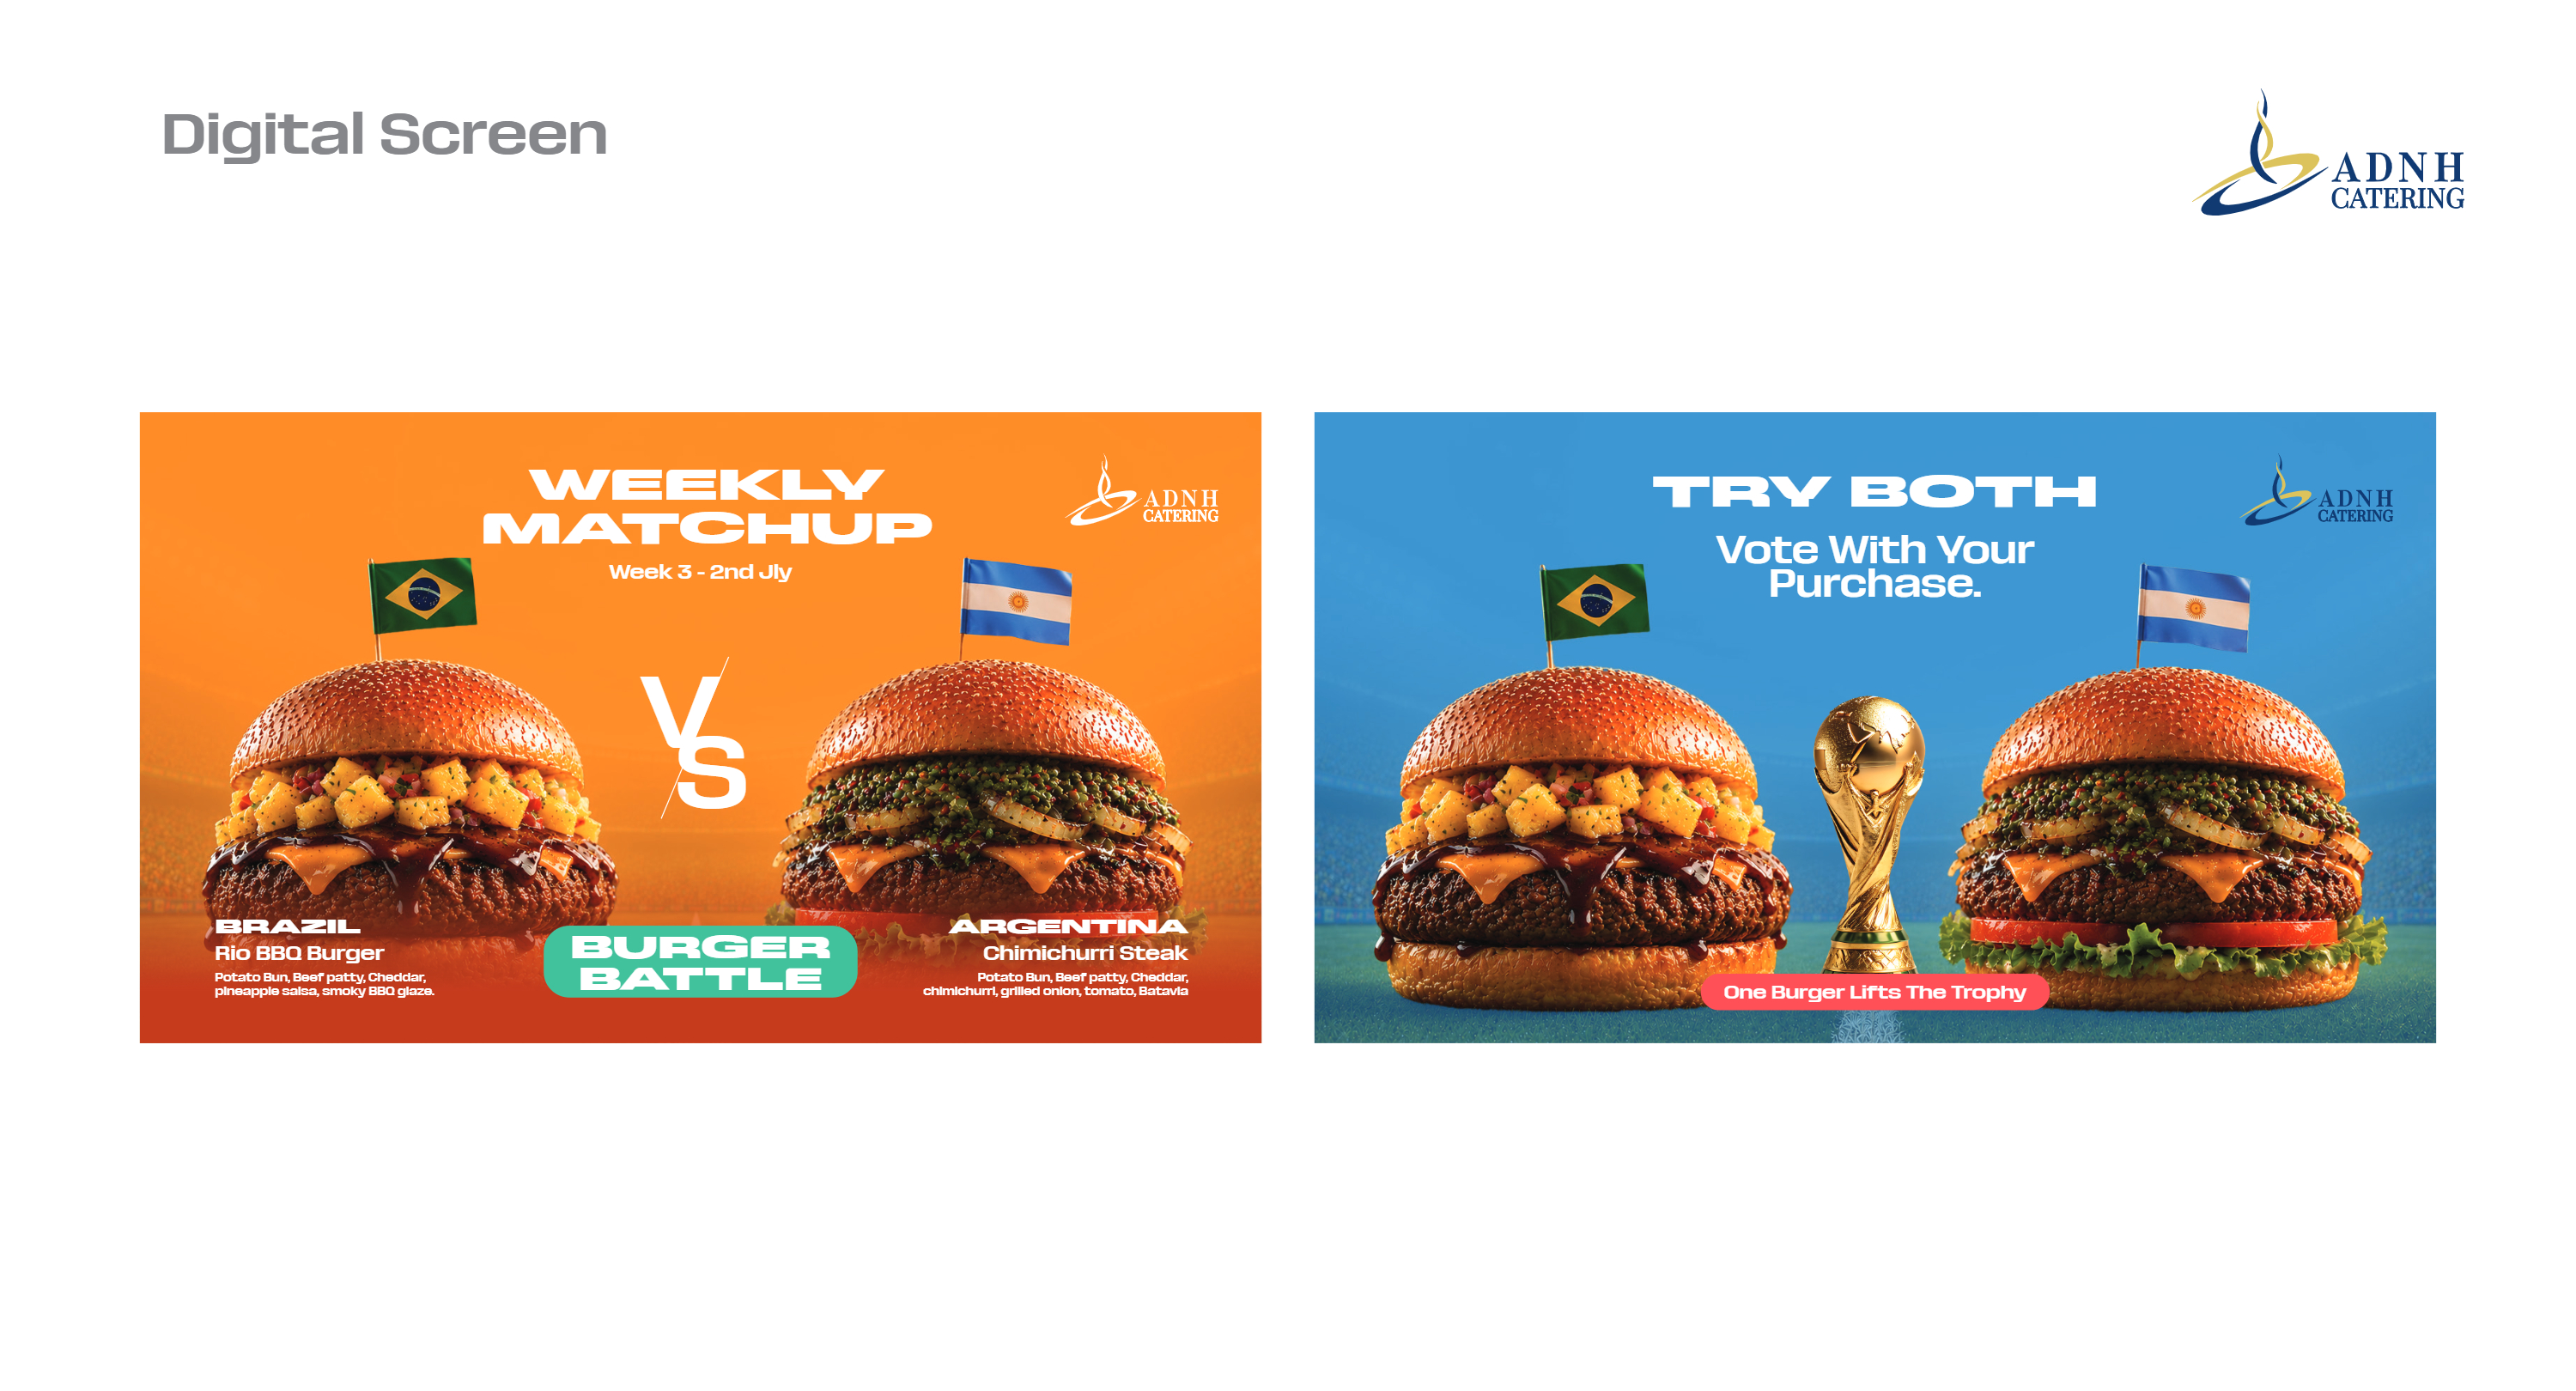 Digital Screen
ADNH
CATERING
WEEKLY
MATCHUP
Week 3 - 2nd Jly
ADNH
CATERING
VS
BRAZIL
Rio BBQ Burger
Potato Bun, Beef patty, Cheddar,
pineapple salsa, smoky BBQ glaze.
BURGER
BATTLE
ARGENTINA
Chimichurri Steak
Potato Bun, Beef patty, Cheddar,
chimichurri, grilled onion, tomato, Batavia
TRY BOTH
Vote With Your
Purchase.
ADNH
CATERING
One Burger Lifts The Trophy